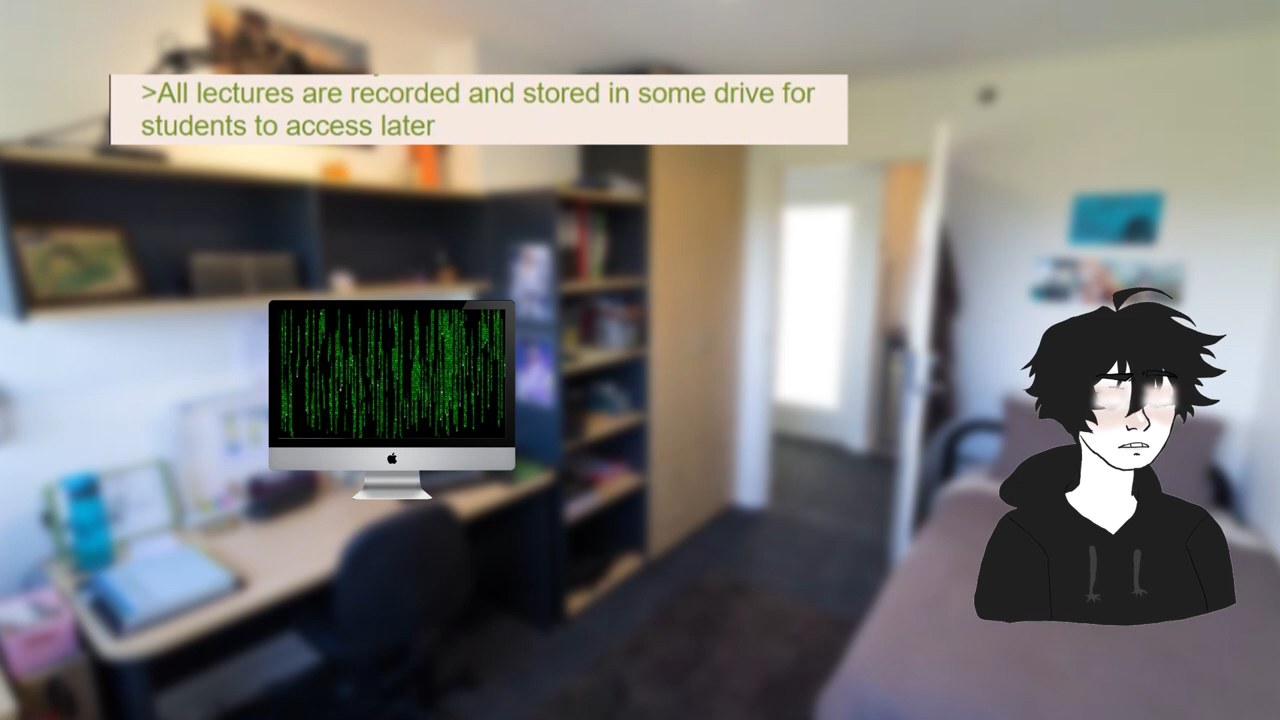 >All lectures are recorded and stored in some drive for
students to access later